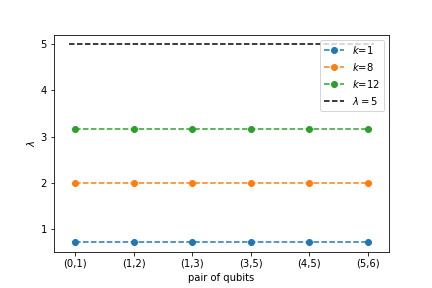 5
4
3
2
1
λ
k=1
k=8
k=12
λ = 5
(0,1) (1,2) (1,3) (3,5) (4,5) (5,6)
pair of qubits